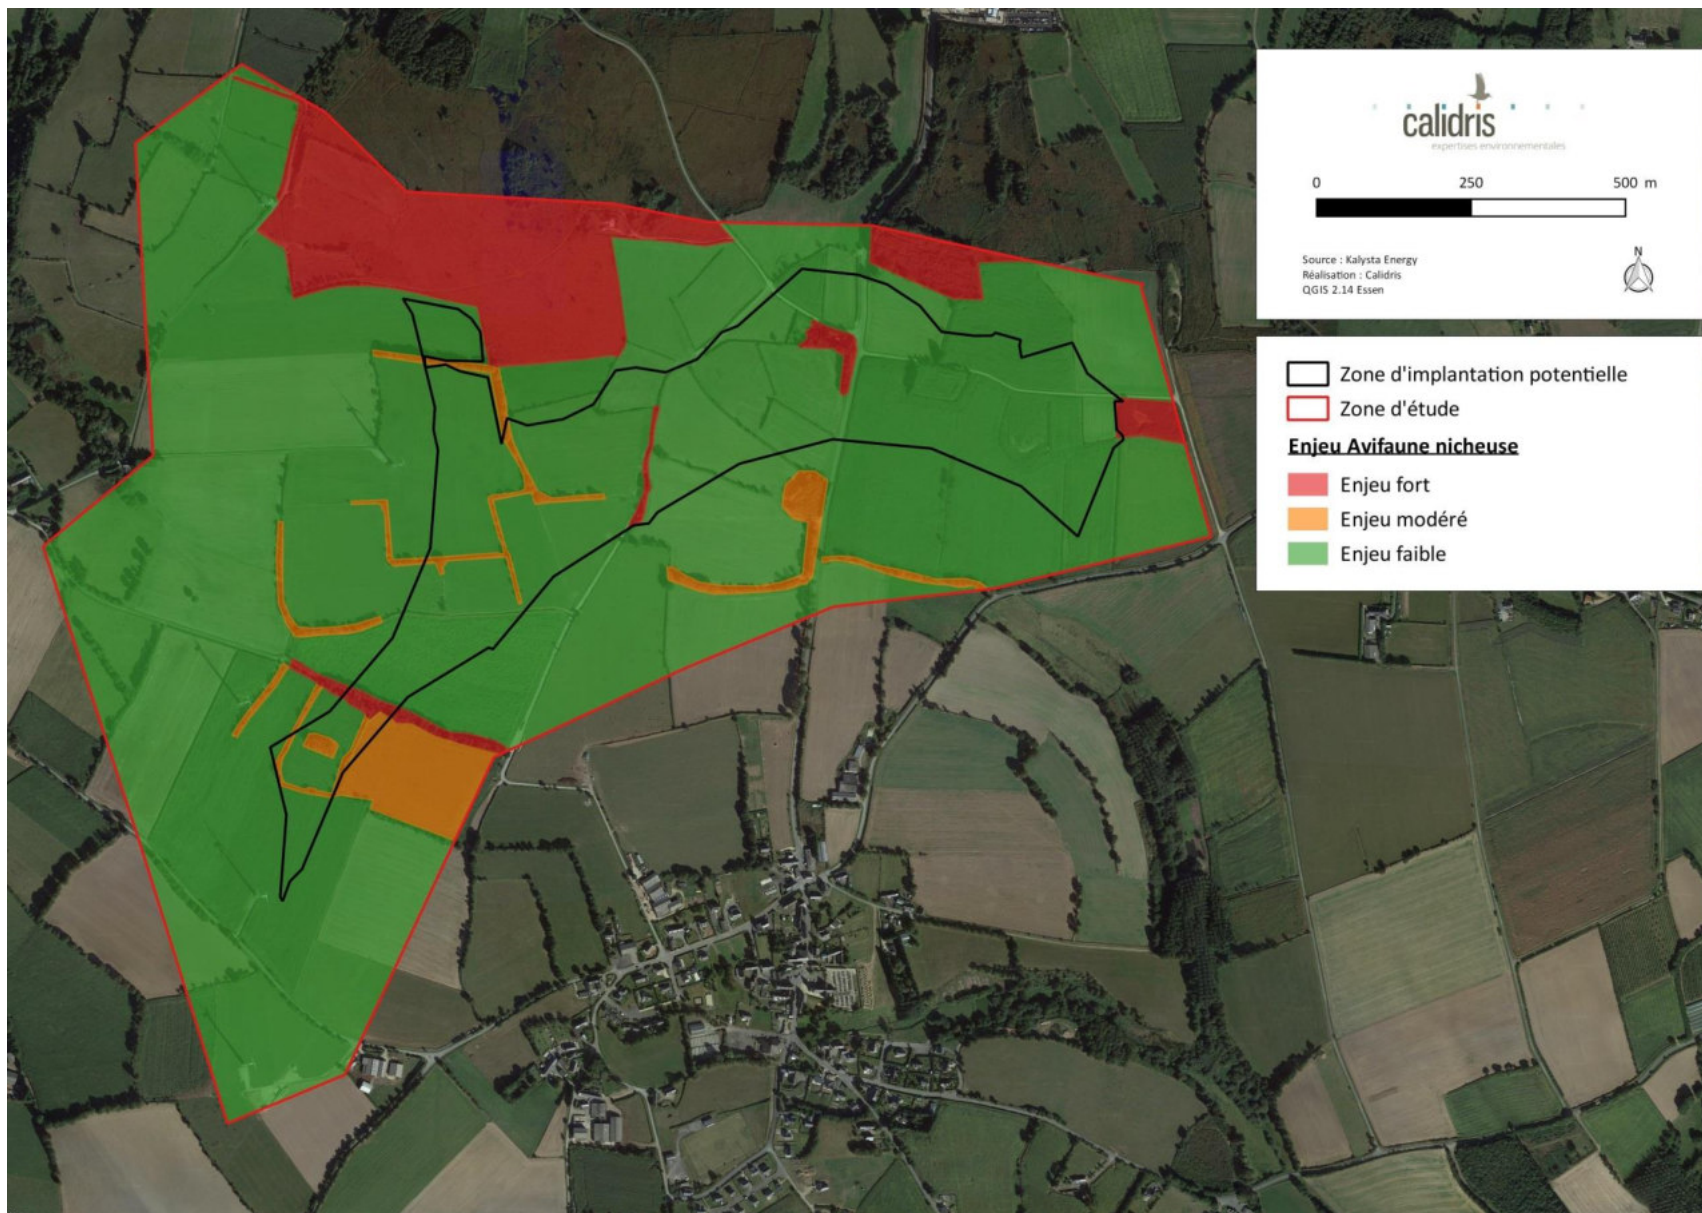 calidris
expertises environnementales
0 250 500 m
Source : Kalysta Energy
Réalisation : Calidris
QGIS 2.14 Essen
N
Zone d'implantation potentielle
Zone d'étude
Enjeu Avifaune nicheuse
Enjeu fort
Enjeu modéré
Enjeu faible